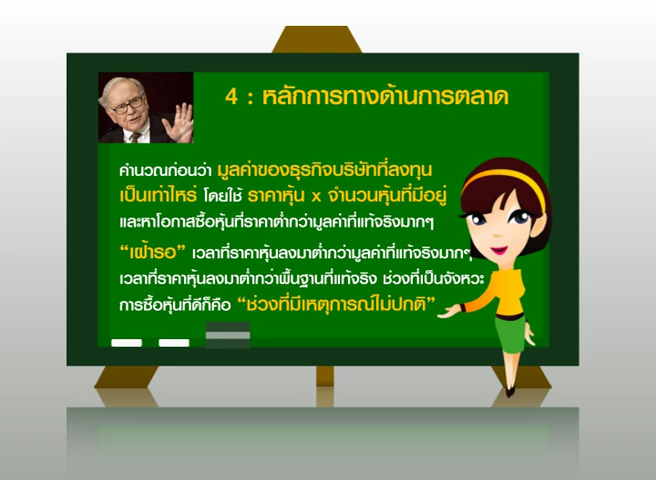 4 : หลักการทางด้านการตลาด
คำนวณก่อนว่า มูลค่าของธุรกิจบริษัทที่ลงทุน
เป็นเท่าไหร่ โดยใช้ ราคาหุ้น x จำนวนหุ้นที่มีอยู่
และหาโอกาสซื้อหุ้นที่ราคาต่ำกว่ามูลค่าที่แท้จริงมากๆ
“เฝ้ารอ” เวลาที่ราคาหุ้นลงมาต่ำกว่ามูลค่าที่แท้จริงมากๆ
เวลาที่ราคาหุ้นลงมาต่ำกว่าพื้นฐานที่แท้จริง ช่วงที่เป็นจังหวะ
การซื้อหุ้นที่ดีก็คือ “ช่วงที่มีเหตุการณ์ไม่ปกติ”